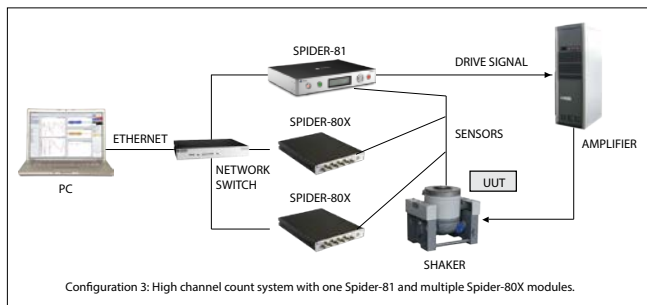 SPIDER-81
DRIVE SIGNAL
SPIDER-80X
ETHERNET
SENSORS
AMPLIFIER
NETWORK
SWITCH
PC
UUT
SPIDER-80X
SHAKER
Configuration 3: High channel count system with one Spider-81 and multiple Spider-80X modules.